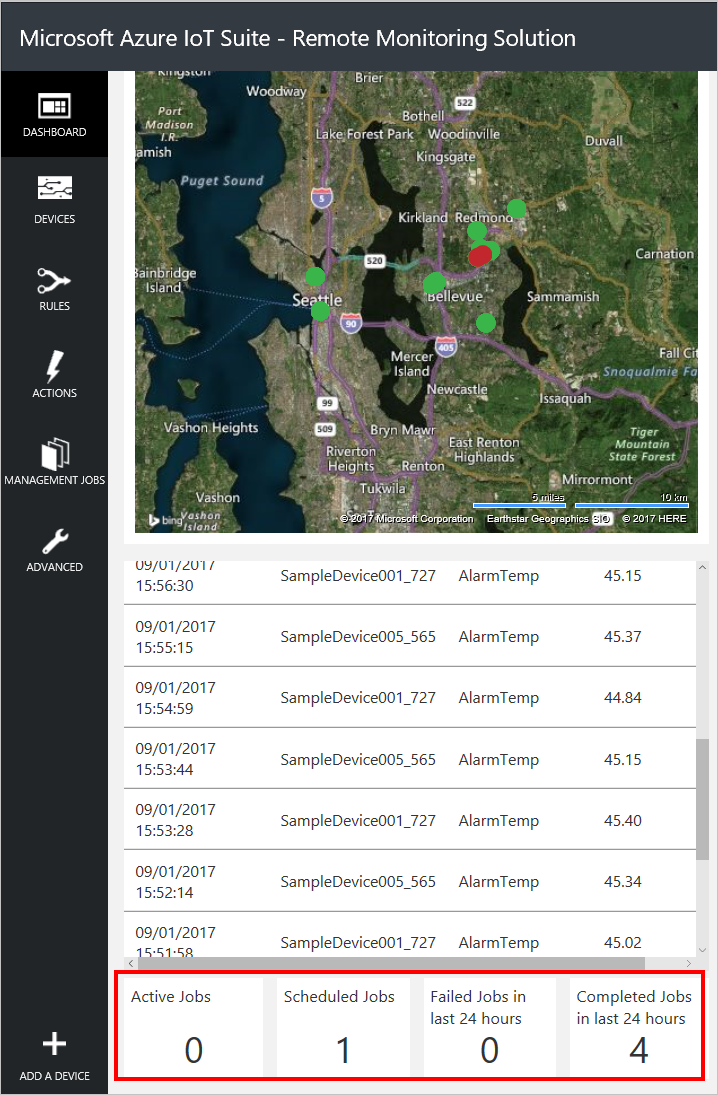 Microsoft Azure IoT Suite - Remote Monitoring Solution
DASHBOARD
DEVICES
RULES
ACTIONS
MANAGEMENT JOBS
ADVANCED
ADD A DEVICE
Kingston
Brier
Woodway
522
Port
Madison
I.R.
Bothell
Lake Forest Park
Woodinville
Duvall
Kingsgate
amish
Puget Sound
5
Kirkland
Redmond
520
Carnation
Bainbridge
Island
Seattle
Bellevue
Sammamish
90
405
Mercer
Island
Fall Cit
Snoqualmie Fa
Newcastle
Issaquah
99
509
Vashon Heights
Bryn Mawr
Tiger
Mountain
State Forest
East Renton
Highlands
Riverton
Heights
Renton
Mirrormont
Tukwila
Vashon
5 miles
10 km
bing
Vashon
Island
© 2017 Microsoft Corporation
Earthstar Geographics SIO
© 2017 HERE
09/01/2017
15:56:30
SampleDevice001_727
AlarmTemp
45.15
09/01/2017
15:55:15
SampleDevice005_565
AlarmTemp
45.37
09/01/2017
15:54:59
SampleDevice001_727
AlarmTemp
44.84
09/01/2017
15:53:44
SampleDevice005_565
AlarmTemp
45.15
09/01/2017
15:53:28
SampleDevice001_727
AlarmTemp
45.40
09/01/2017
15:52:14
SampleDevice005_565
AlarmTemp
45.34
09/01/2017
15:51:58
SampleDevice001_727
AlarmTemp
45.02
Active Jobs
0
Scheduled Jobs
1
Failed Jobs in
last 24 hours
0
Completed Jobs
in last 24 hours
4